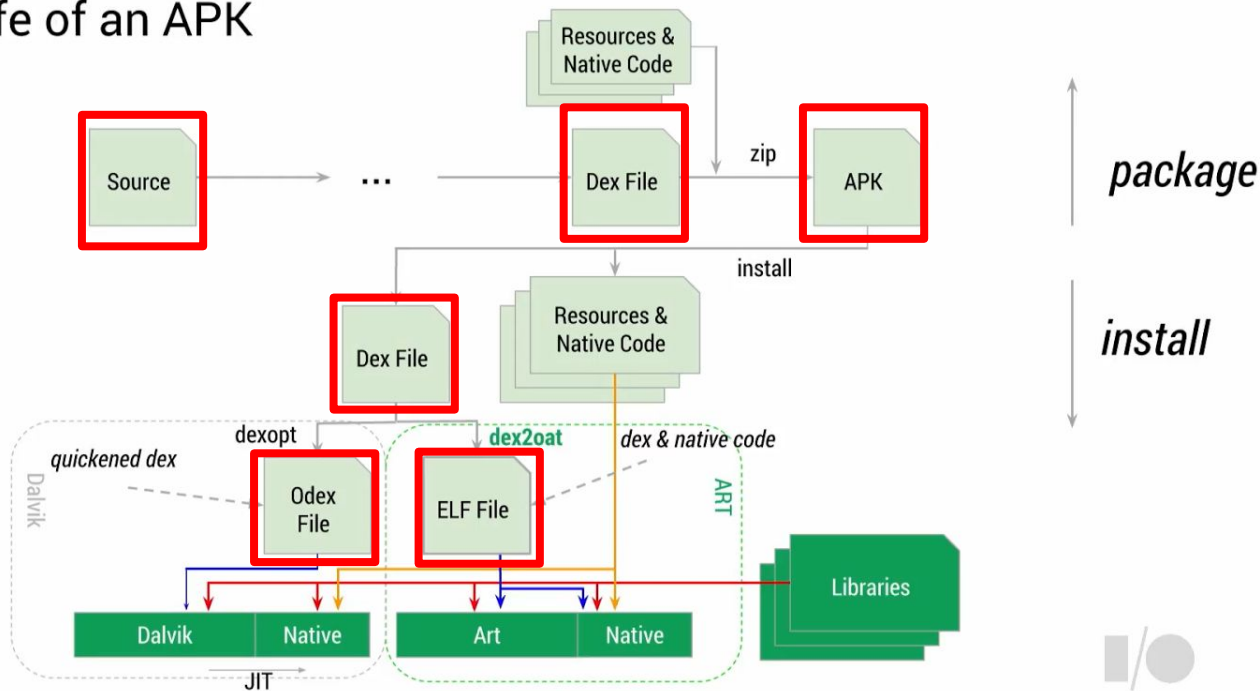 fe of an APK
Resources &
Native Code
Source
...
Dex File
zip
APK
package
install
Dex File
Resources &
Native Code
install
dexopt
dex2oat
dex & native code
quickened dex
Dalvik
Odex
File
ELF File
ART
Libraries
Dalvik
Native
Art
Native
JIT
I/O